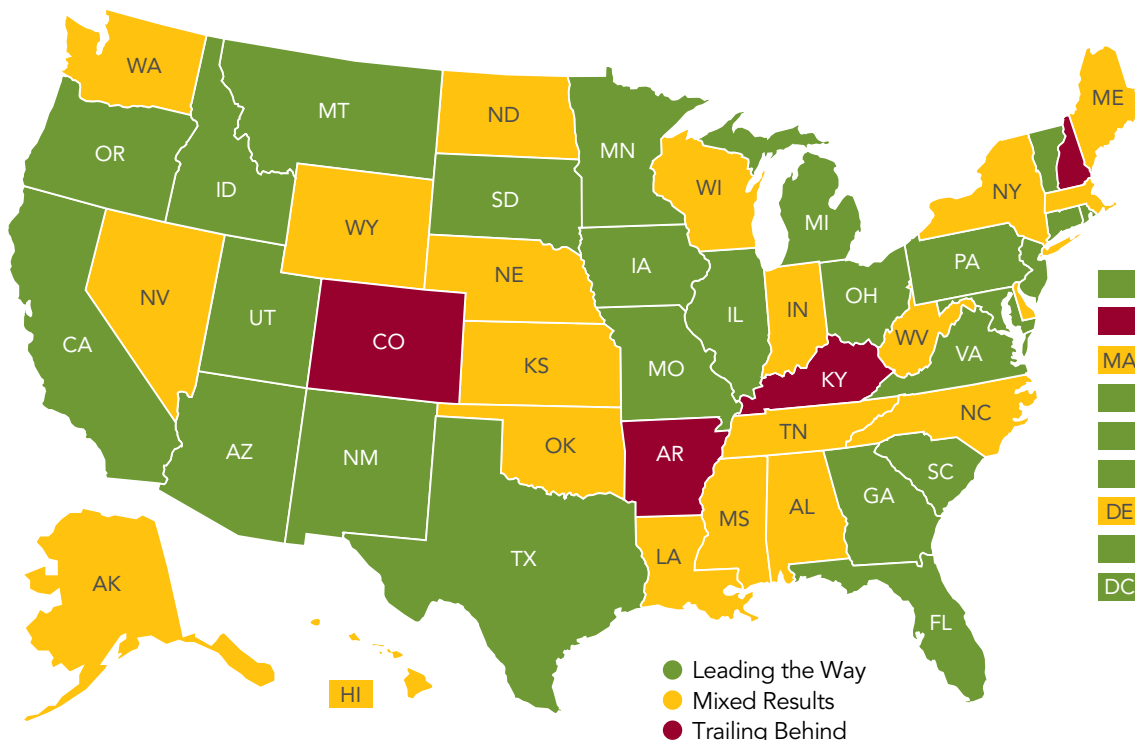 WA
MT
ND
ME
OR
MN
ID
SD
WI
NY
MI
WY
IA
PA
NE
NV
OH
IN
IL
UT
CA
CO
WV
VA
KS
MO
KY
MA
NC
TN
AZ
NM
OK
AR
SC
GA
MS
AL
DE
TX
LA
AK
DC
FL
HI
Leading the Way
Mixed Results
Trailing Behind